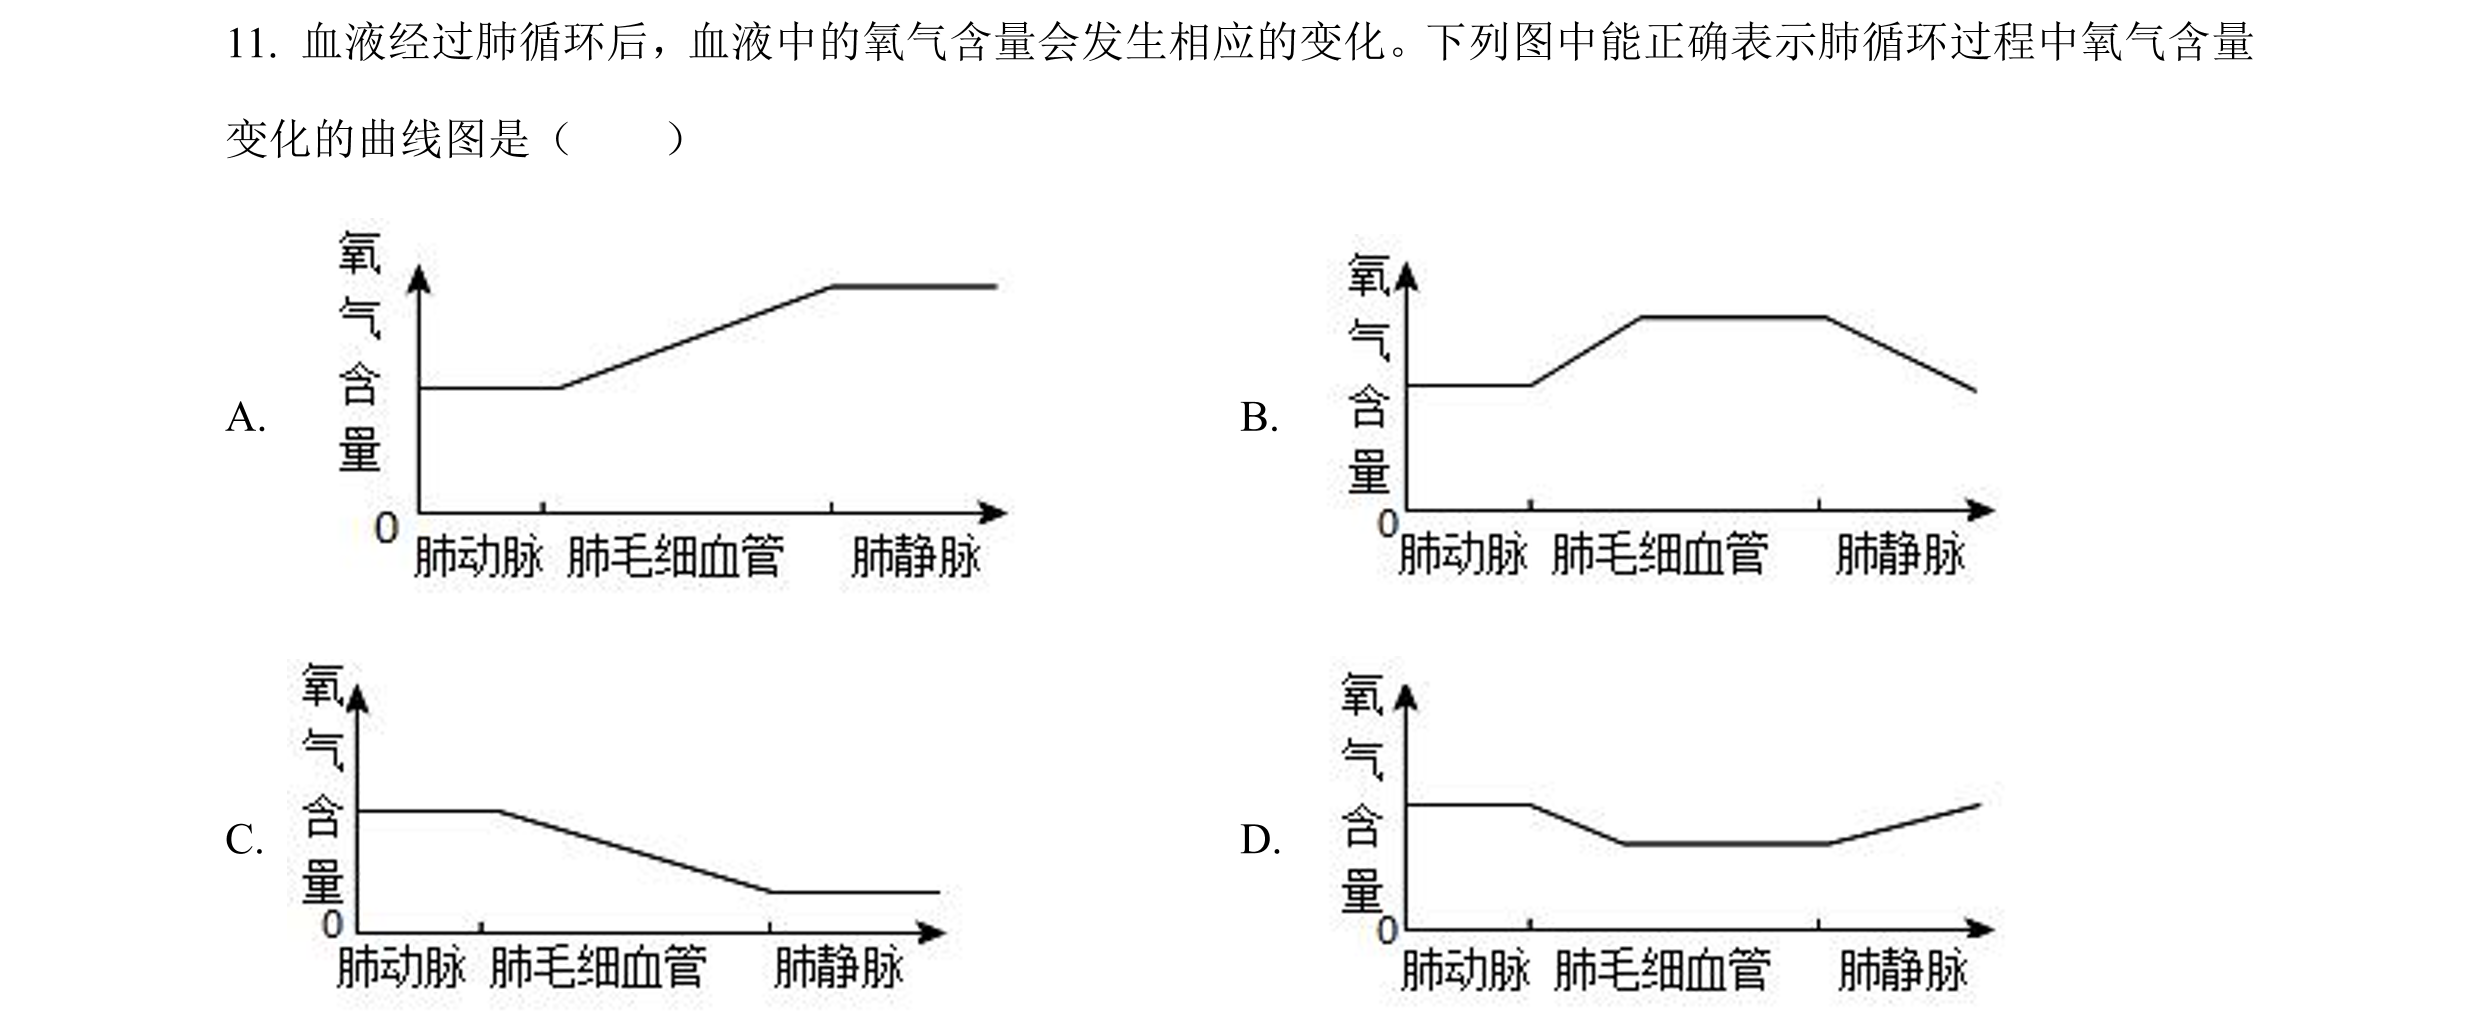 11. 血液经过肺循环后，血液中的氧气含量会发生相应的变化。下列图中能正确表示肺循环过程中氧气含量
变化的曲线图是（　　）
A.
氧气含量
0
肺动脉 肺毛细血管 肺静脉
B.
氧气含量
0
肺动脉 肺毛细血管 肺静脉
C.
氧气含量
0
肺动脉 肺毛细血管 肺静脉
D.
氧气含量
0
肺动脉 肺毛细血管 肺静脉